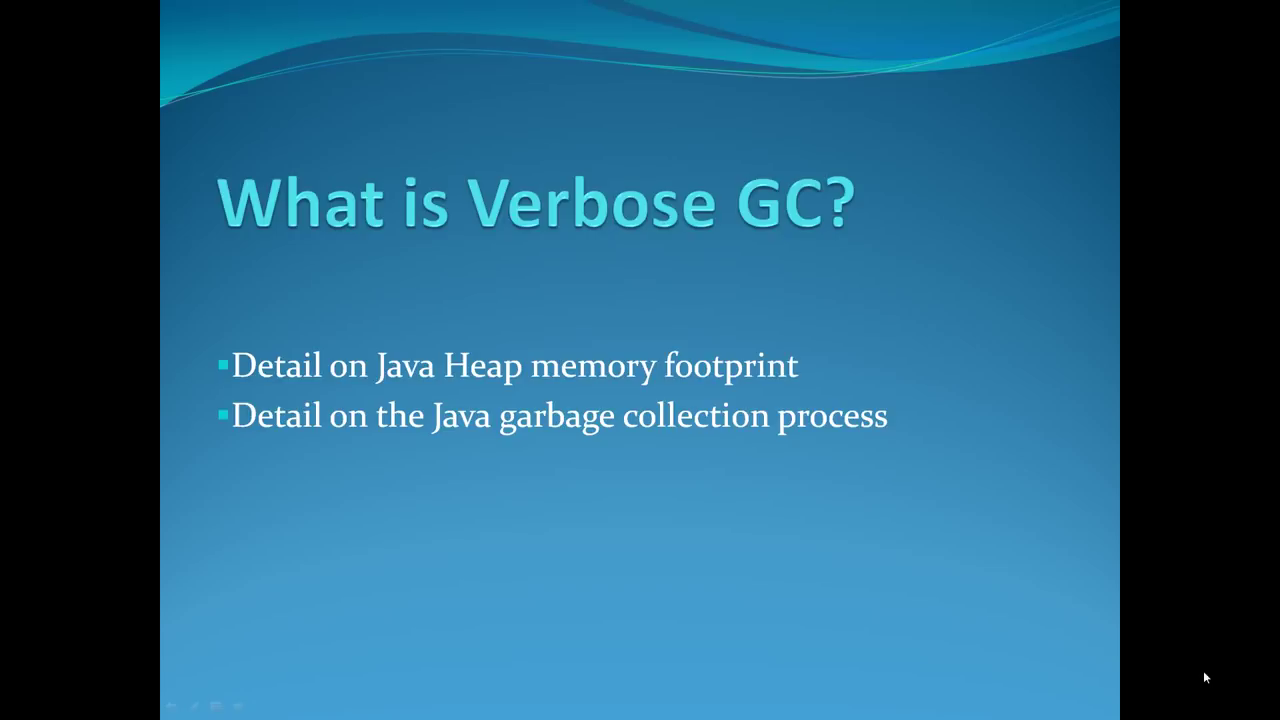 What is Verbose GC?
▪Detail on Java Heap memory footprint
▪Detail on the Java garbage collection process